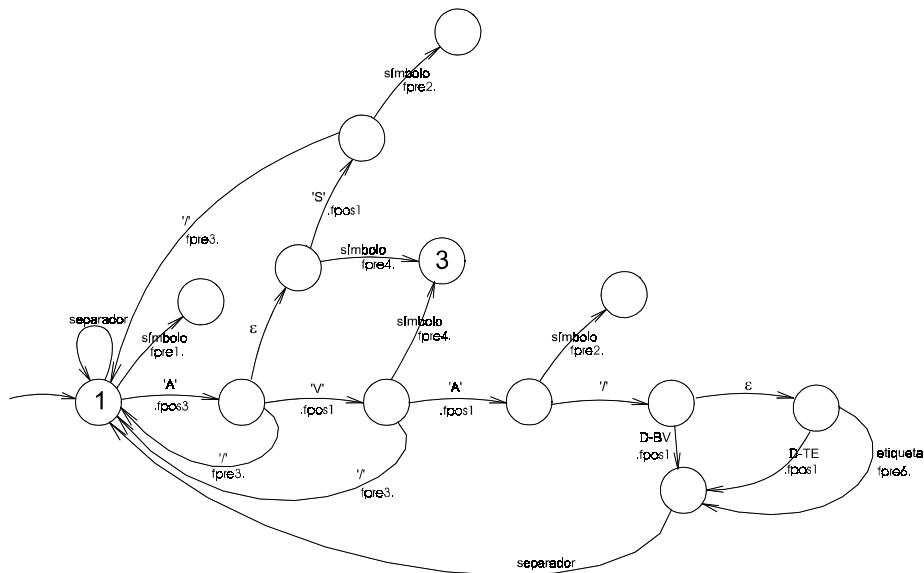 símbolo
fpre2.
'S'
.fpos1
'/'
fpre3.
símbolo
fpre4.
3
separador
símbolo
fpre1.
ε
símbolo
fpre4.
símbolo
fpre2.
1
'A'
.fpos3
'V'
.fpos1
'A'
.fpos1
'/'
ε
'/'
fpre3.
'/'
fpre3.
D-BV
.fpos1
D-TE
.fpos1
etiqueta
fpre6.
separador